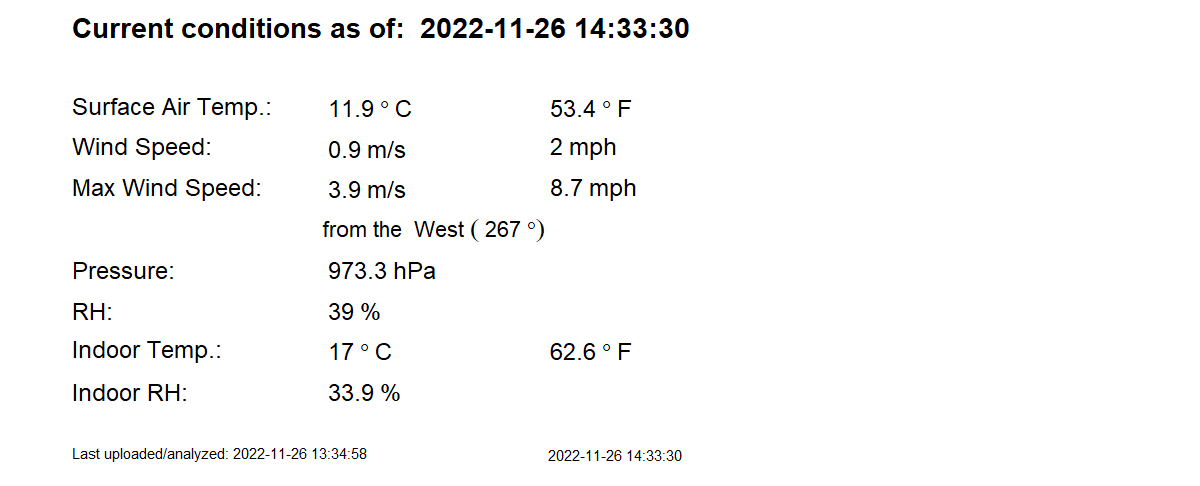 Current conditions as of: 2022-11-26 14:33:30
Surface Air Temp.: 11.9 ° C 53.4 ° F
Wind Speed: 0.9 m/s 2 mph
Max Wind Speed: 3.9 m/s 8.7 mph
from the West ( 267 °)
Pressure: 973.3 hPa
RH: 39 %
Indoor Temp.: 17 ° C 62.6 ° F
Indoor RH: 33.9 %
Last uploaded/analyzed: 2022-11-26 13:34:58 2022-11-26 14:33:30